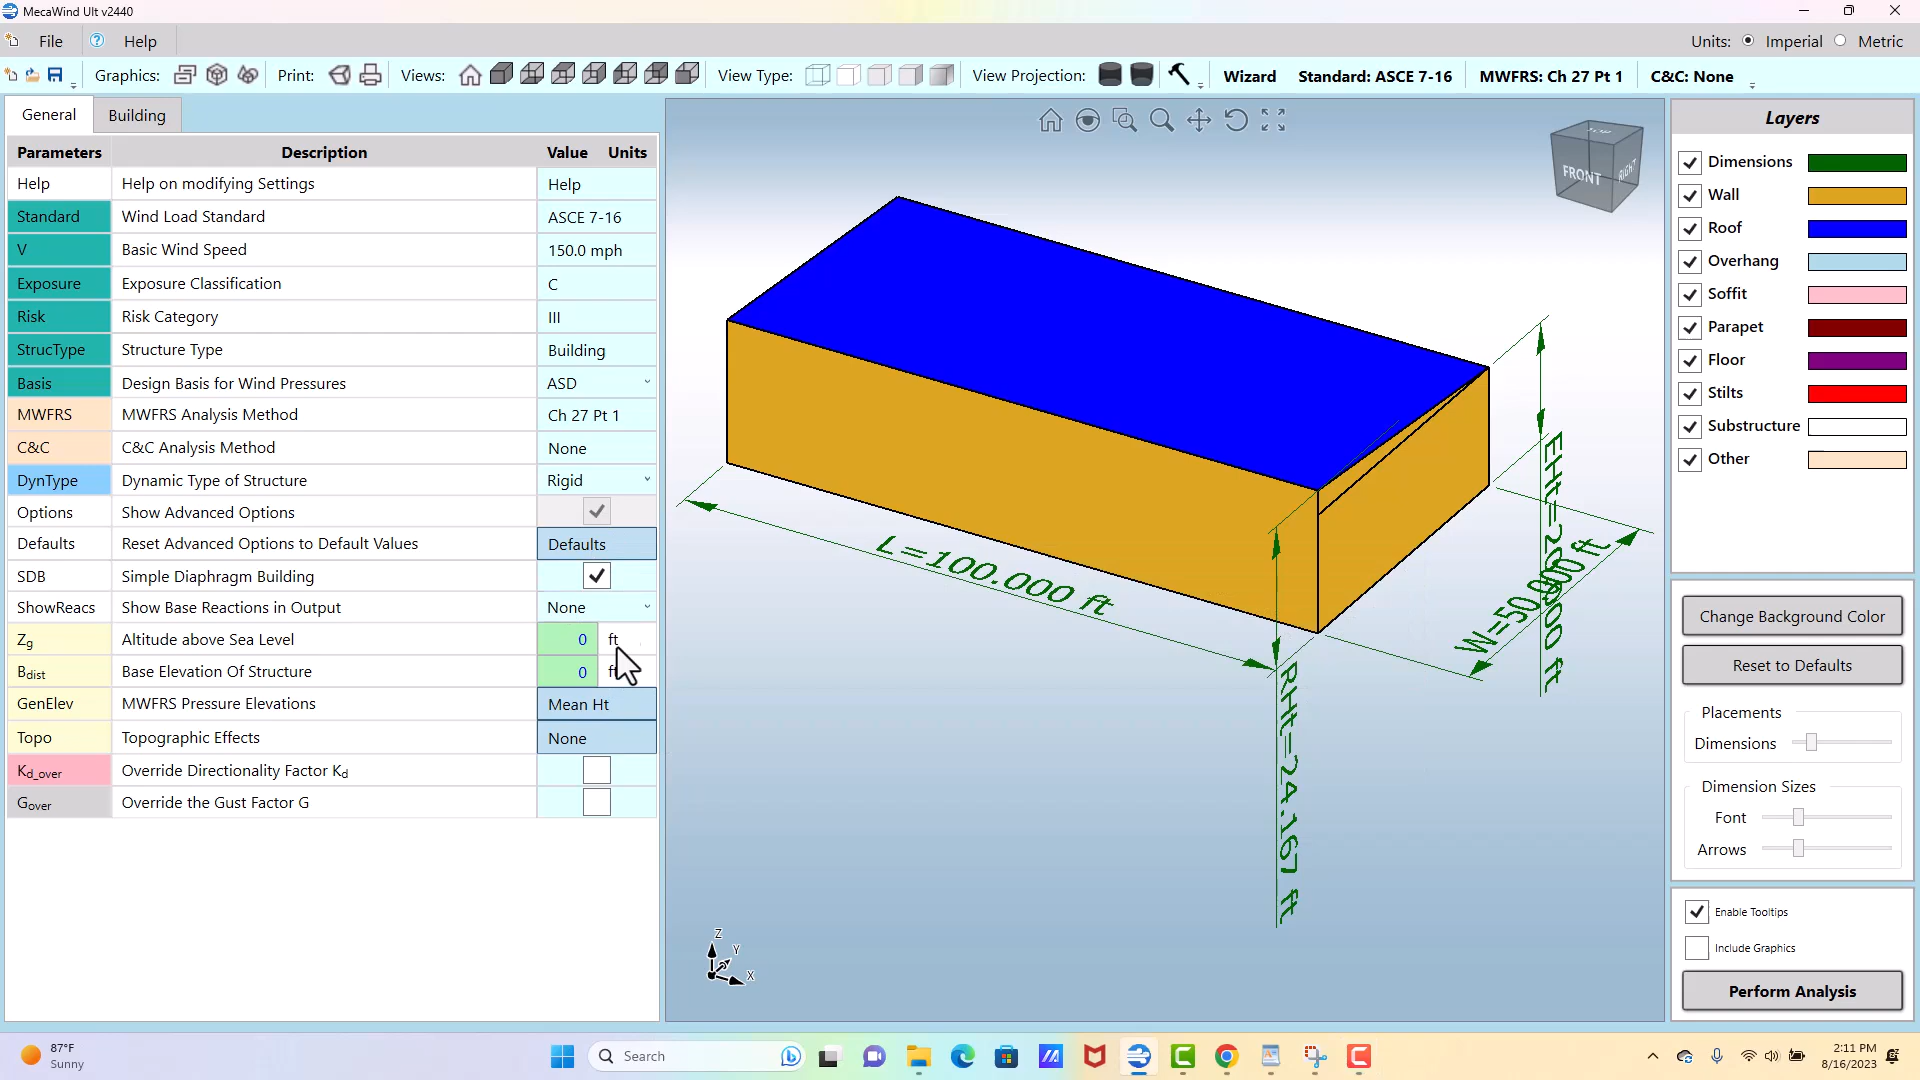 MecaWind Ult v2440
File Help Units: Imperial Metric
Graphics: Print: Views: View Type: View Projection: Wizard Standard: ASCE 7-16 MWFRS: Ch 27 Pt 1 C&C: None
General Building
Parameters Description Value Units
Help Help on modifying Settings Help
Standard Wind Load Standard ASCE 7-16
V Basic Wind Speed 150.0 mph
Exposure Exposure Classification C
Risk Risk Category III
StrucType Structure Type Building
Basis Design Basis for Wind Pressures ASD
MWFRS MWFRS Analysis Method Ch 27 Pt 1
C&C C&C Analysis Method None
DynType Dynamic Type of Structure Rigid
Options Show Advanced Options
Defaults Reset Advanced Options to Default Values Defaults
SDB Simple Diaphragm Building
ShowReacs Show Base Reactions in Output None
Zg Altitude above Sea Level 0 ft
Bdist Base Elevation Of Structure 0
GenElev MWFRS Pressure Elevations Mean Ht
Topo Topographic Effects None
Kd_over Override Directionality Factor Kd
Gover Override the Gust Factor G
TOP
FRONT
RIGHT
L=100.000 ft
RHt=24.167 ft
Z
Y
X
Layers
Dimensions
Wall
Roof
Overhang
Soffit
Parapet
Floor
Stilts
Substructure
Other
Change Background Color
Reset to Defaults
Placements
Dimensions
Dimension Sizes
Font
Arrows
Enable Tooltips
Include Graphics
Perform Analysis
87°F
Sunny
Search
2:11 PM
8/16/2023